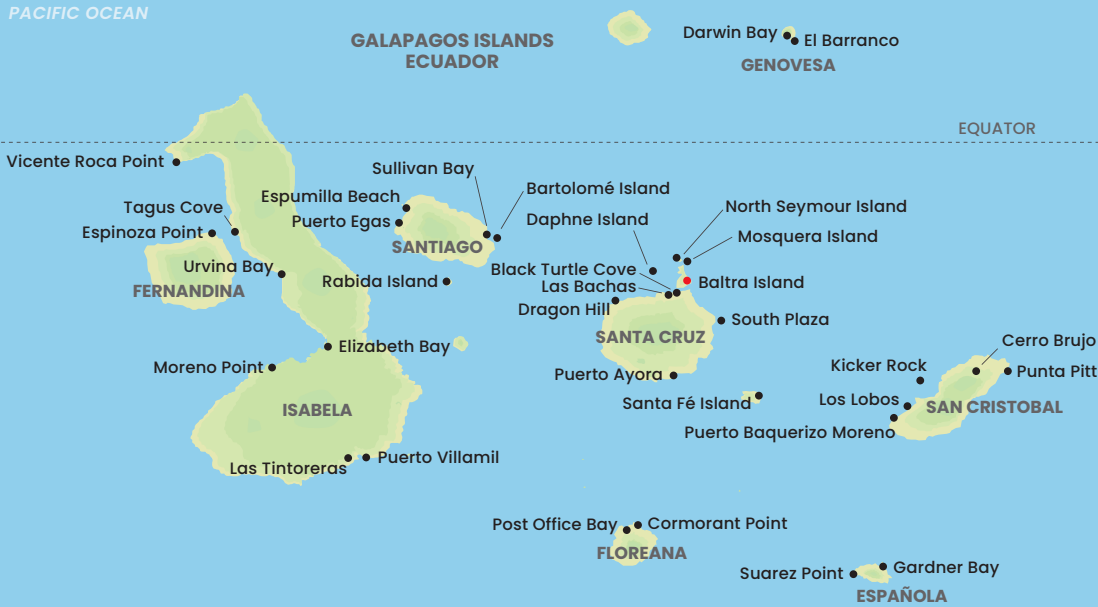 PACIFIC OCEAN
GALAPAGOS ISLANDS
ECUADOR
Darwin Bay
El Barranco
GENOVESA
EQUATOR
Vicente Roca Point
Sullivan Bay
Bartolomé Island
Espumilla Beach
Daphne Island
North Seymour Island
Tagus Cove
Puerto Egas
Espinoza Point
Mosquera Island
SANTIAGO
Urvina Bay
Black Turtle Cove
Rabida Island
Baltra Island
Las Bachas
FERNANDINA
Dragon Hill
South Plaza
SANTA CRUZ
Cerro Brujo
Elizabeth Bay
Moreno Point
Kicker Rock
Punta Pitt
Puerto Ayora
Los Lobos
Santa Fé Island
SAN CRISTOBAL
ISABELA
Puerto Baquerizo Moreno
Puerto Villamil
Las Tintoreras
Post Office Bay
Cormorant Point
FLOREANA
Gardner Bay
Suarez Point
ESPAÑOLA